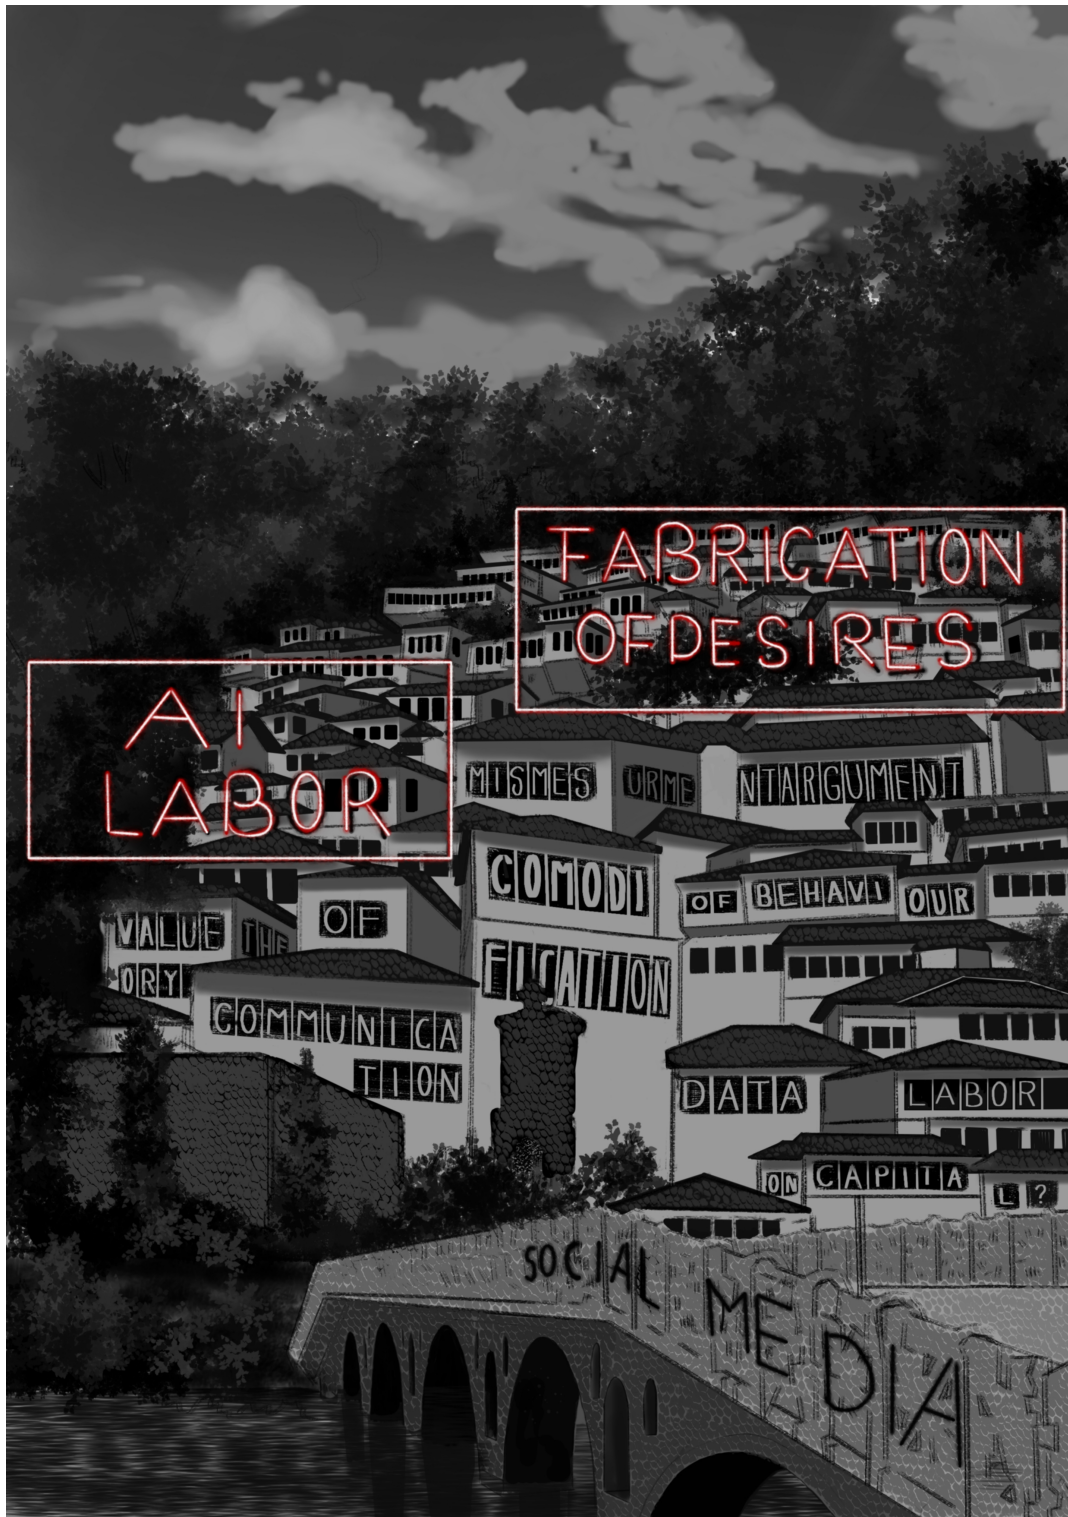 FABRICATION
OFDESIRES
AI
LABOR
MISMES URME NTARGUMENT
COMODI
FICATION
OF BEHAVI OUR
VALUE THE
ORY
OF
COMMUNICA
TION
DATA LABOR
ON CAPITA L?
SOCIAL MEDIA